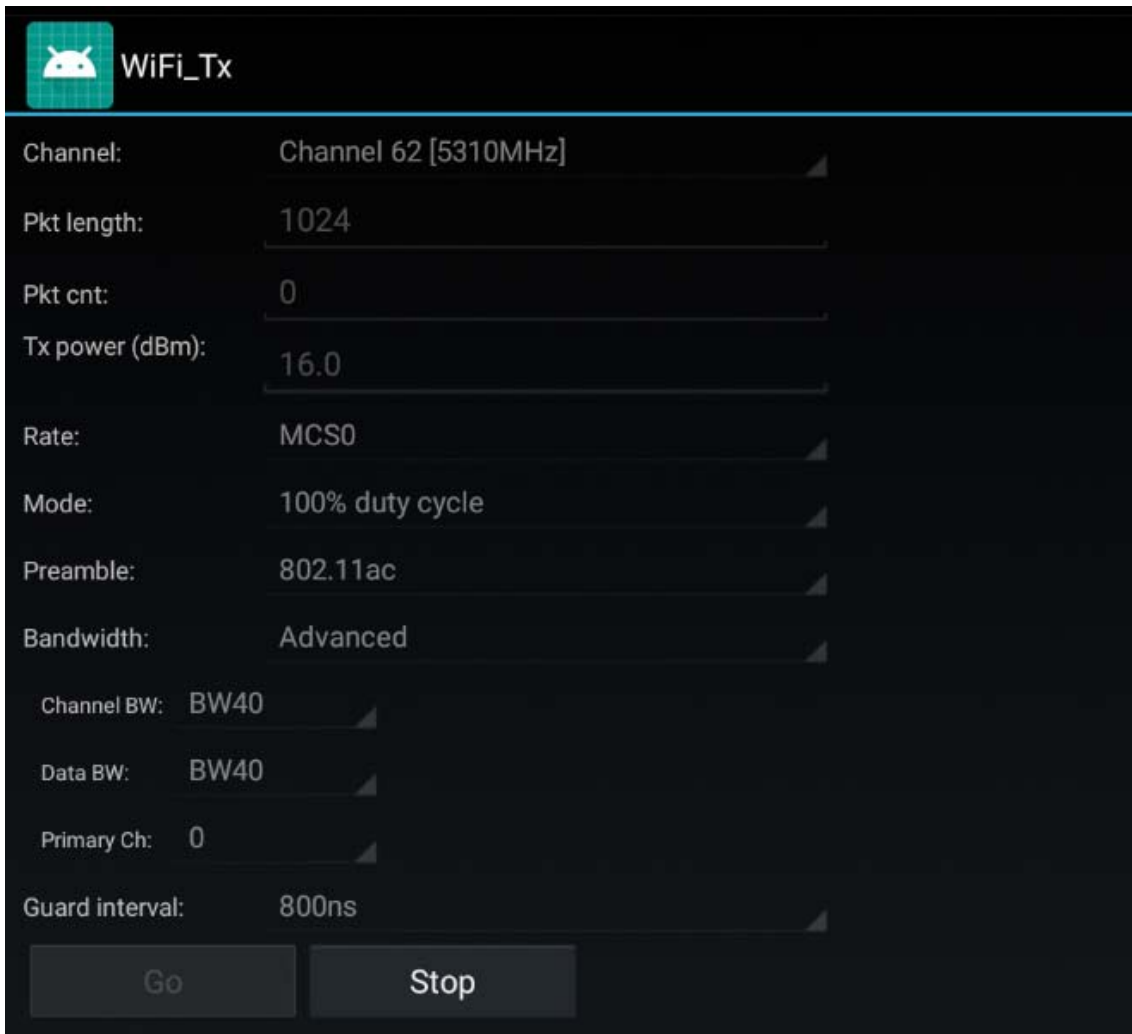 WiFi_Tx
Channel: Channel 62 [5310MHz]
Pkt length: 1024
Pkt cnt: 0
Tx power (dBm): 16.0
Rate: MCS0
Mode: 100% duty cycle
Preamble: 802.11ac
Bandwidth: Advanced
Channel BW: BW40
Data BW: BW40
Primary Ch: 0
Guard interval: 800ns
Go Stop